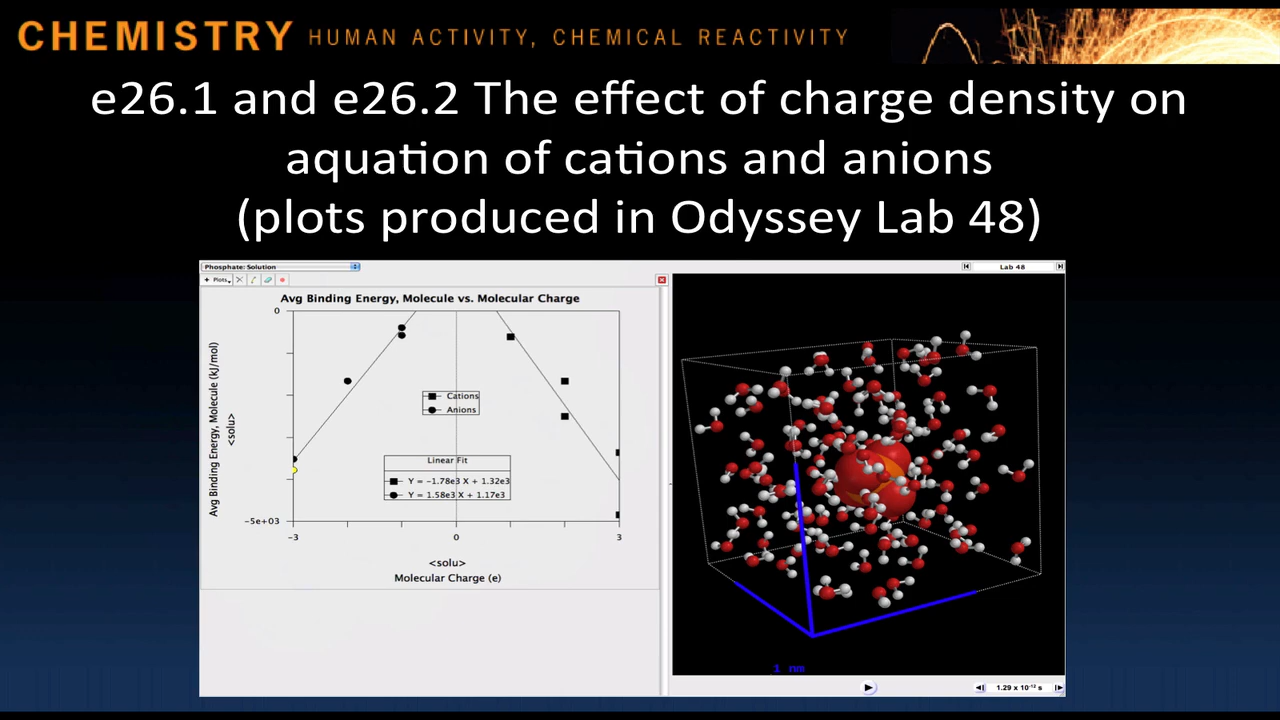 CHEMISTRY HUMAN ACTIVITY, CHEMICAL REACTIVITY
e26.1 and e26.2 The effect of charge density on
aquation of cations and anions
(plots produced in Odyssey Lab 48)
Phosphate: Solution
Lab 48
+ Plots
Avg Binding Energy, Molecule vs. Molecular Charge
0
Avg Binding Energy, Molecule (kJ/mol)
<solu>
Cations
Anions
Linear Fit
Y = -1.78e3 X + 1.32e3
Y = 1.58e3 X + 1.17e3
-5e+03
-3
0
3
<solu>
Molecular Charge (e)
1 nm
1.29 x 10⁻¹² s